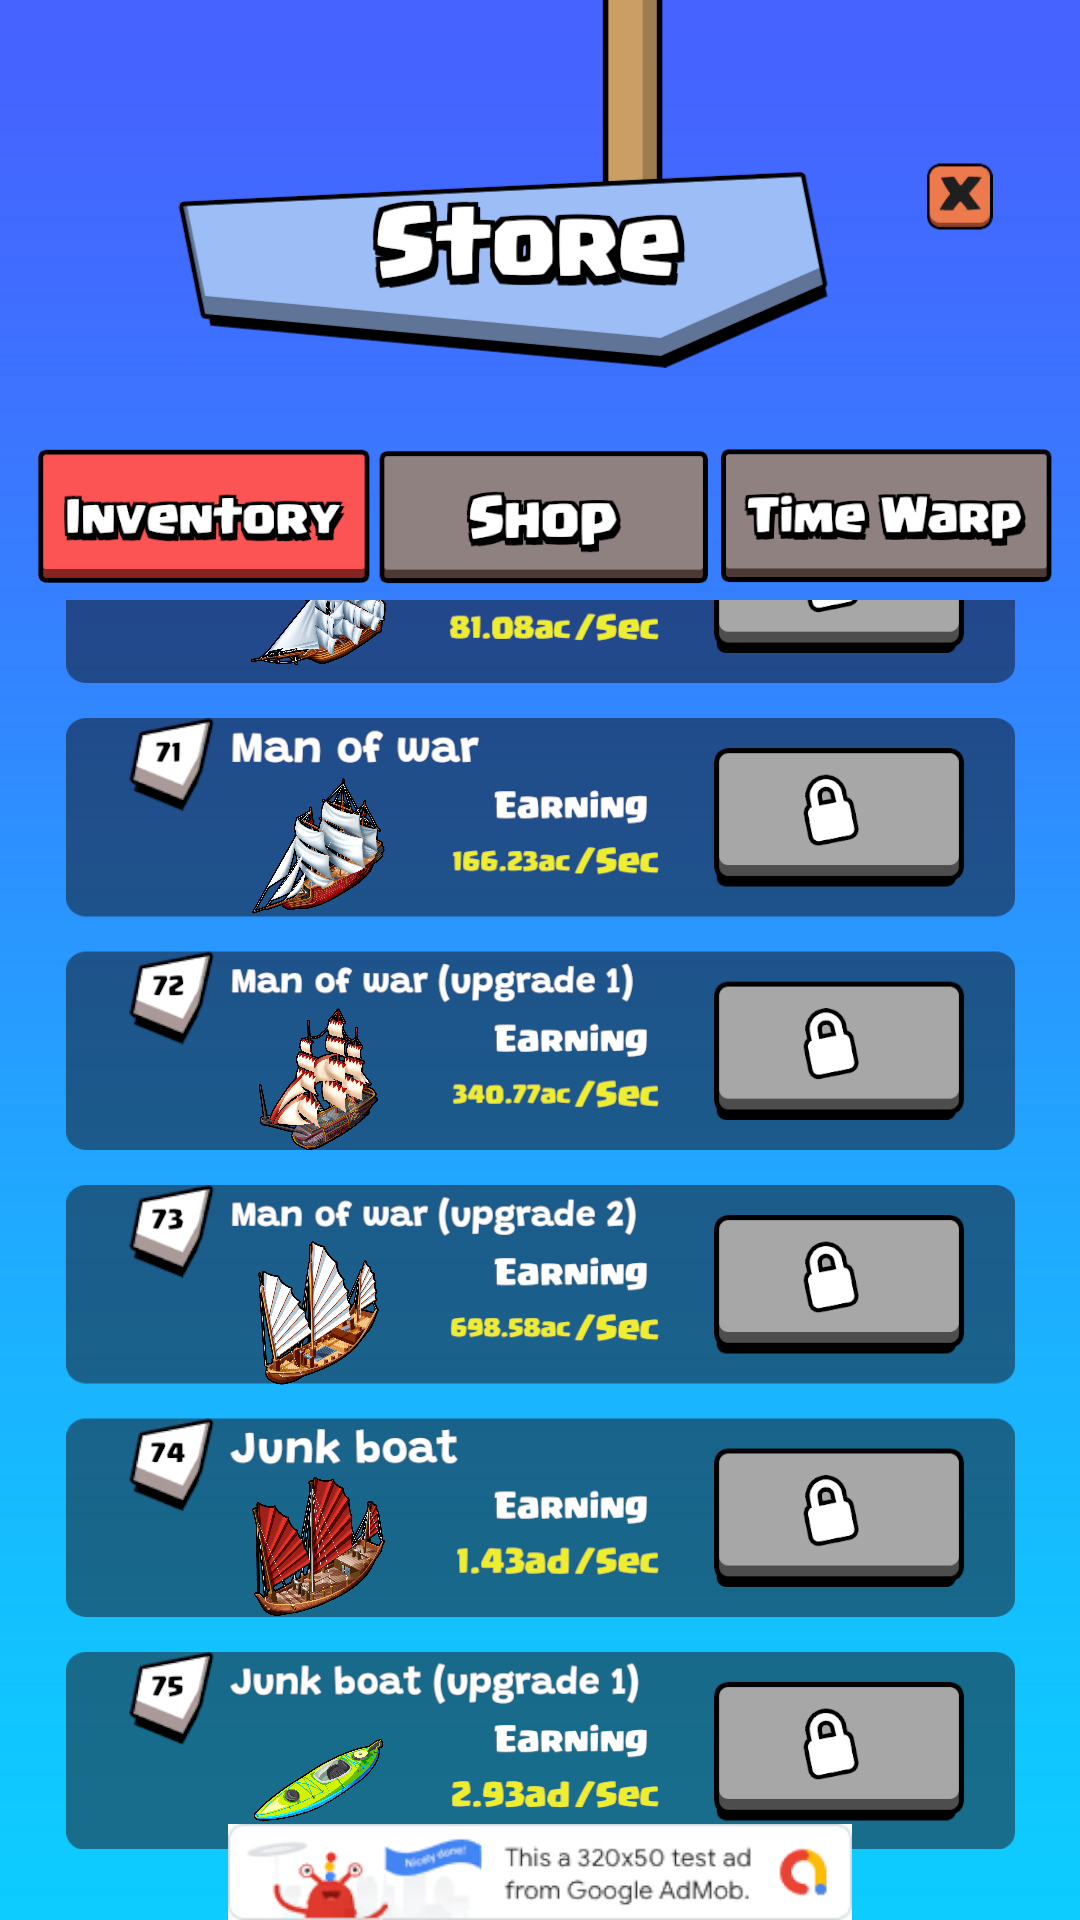 Store
X
Inventory
Shop
Time Warp
81.08ac/Sec
71
Man of war
Earning
166.23ac/Sec
72
Man of war (upgrade 1)
Earning
340.77ac/Sec
73
Man of war (upgrade 2)
Earning
698.58ac/Sec
74
Junk boat
Earning
1.43ad/Sec
75
Junk boat (upgrade 1)
Earning
2.93ad/Sec
Nicely done!
This a 320x50 test ad
from Google AdMob.